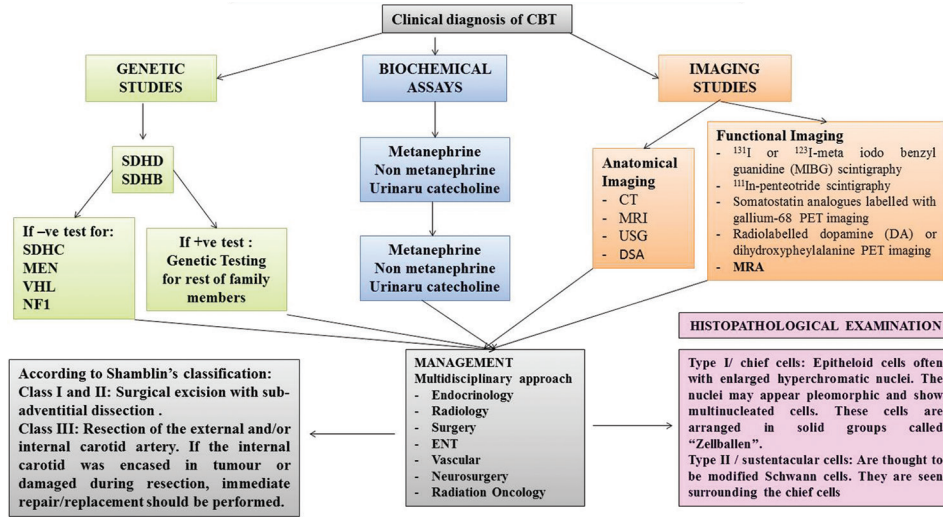 Clinical diagnosis of CBT
GENETIC
STUDIES
BIOCHEMICAL
ASSAYS
IMAGING
STUDIES
SDHD
SDHB
If –ve test for:
SDHC
MEN
VHL
NF1
If +ve test :
Genetic Testing
for rest of family
members
Metanephrine
Non metanephrine
Urinaru catecholine
Metanephrine
Non metanephrine
Urinaru catecholine
Anatomical
Imaging
- CT
- MRI
- USG
- DSA
Functional Imaging
- ¹³¹I or ¹²³I-meta iodo benzyl
guanidine (MIBG) scintigraphy
- ¹¹¹In-penteotride scintigraphy
- Somatostatin analogues labelled with
gallium-68 PET imaging
- Radiolabelled dopamine (DA) or
dihydroxypheylalanine PET imaging
- MRA
According to Shamblin's classification:
Class I and II: Surgical excision with sub-
adventitial dissection .
Class III: Resection of the external and/or
internal carotid artery. If the internal
carotid was encased in tumour or
damaged during resection, immediate
repair/replacement should be performed.
MANAGEMENT
Multidisciplinary approach
- Endocrinology
- Radiology
- Surgery
- ENT
- Vascular
- Neurosurgery
- Radiation Oncology
HISTOPATHOLOGICAL EXAMINATION
Type I/ chief cells: Epitheloid cells often
with enlarged hyperchromatic nuclei. The
nuclei may appear pleomorphic and show
multinucleated cells. These cells are
arranged in solid groups called
“Zellballen”.
Type II / sustentacular cells: Are thought to
be modified Schwann cells. They are seen
surrounding the chief cells